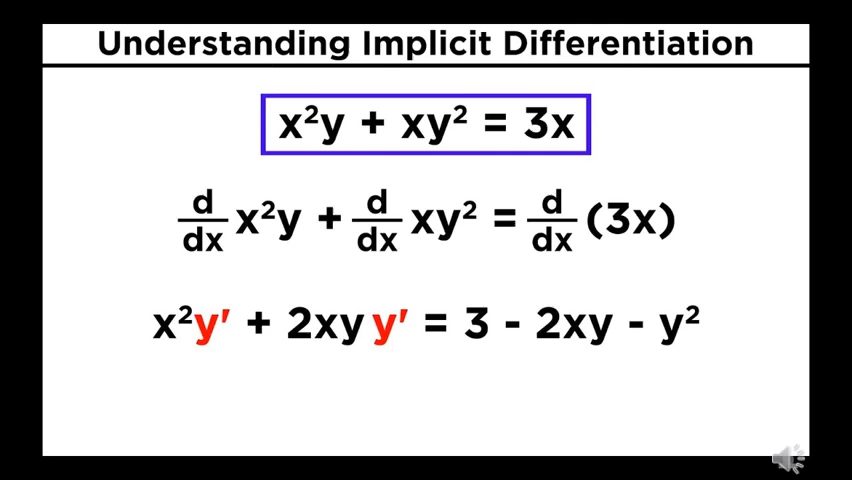 Understanding Implicit Differentiation
x²y + xy² = 3x
d/dx x²y + d/dx xy² = d/dx (3x)
x²y' + 2xy y' = 3 - 2xy - y²